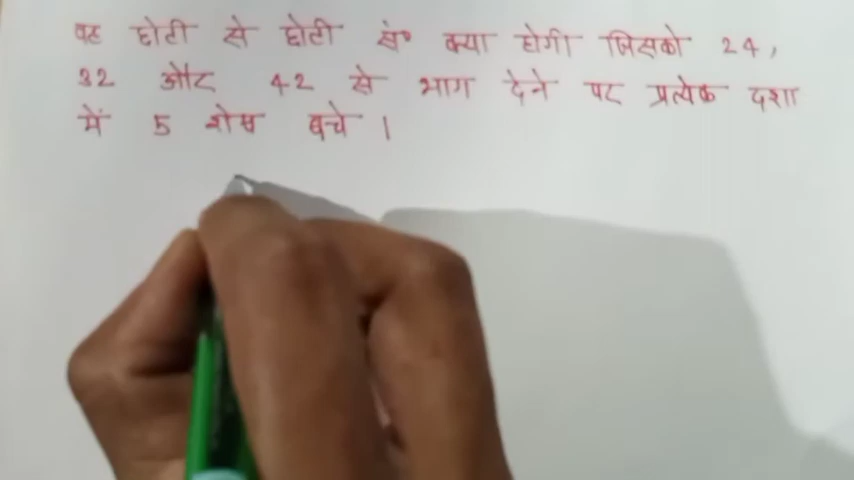 वह छोटी से छोटी सं° क्या होगी जिसको 24,
32 और 42 से भाग देने पर प्रत्येक दशा
में 5 शेष बचे ।